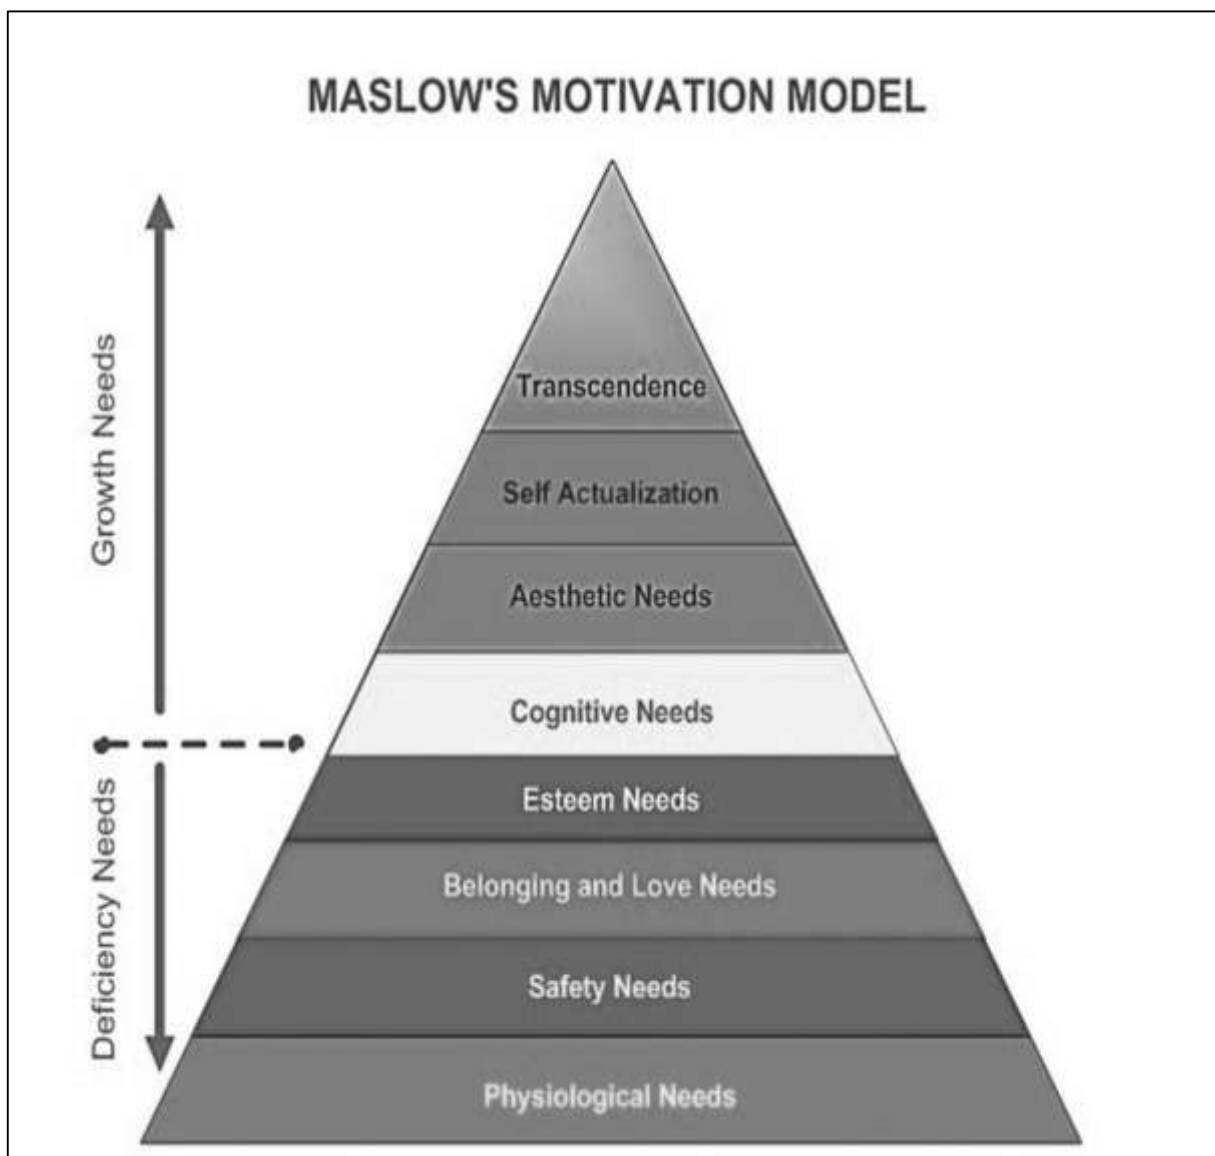 MASLOW'S MOTIVATION MODEL
Growth Needs
Deficiency Needs
Transcendence
Self Actualization
Aesthetic Needs
Cognitive Needs
Esteem Needs
Belonging and Love Needs
Safety Needs
Physiological Needs